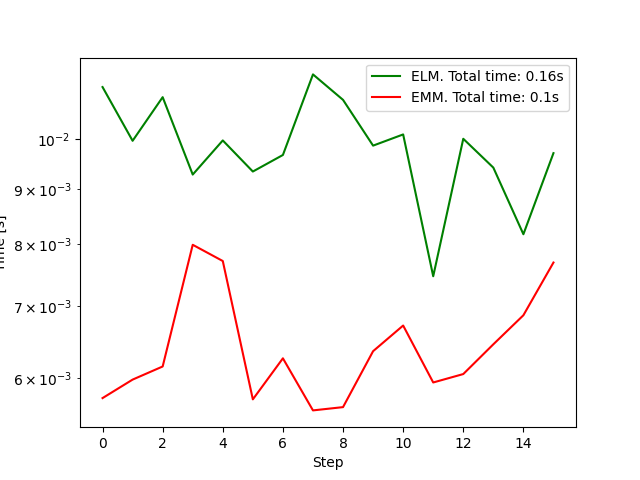 ELM. Total time: 0.16s
EMM. Total time: 0.1s
10⁻²
9 × 10⁻³
8 × 10⁻³
7 × 10⁻³
6 × 10⁻³
Time [s]
0 2 4 6 8 10 12 14
Step